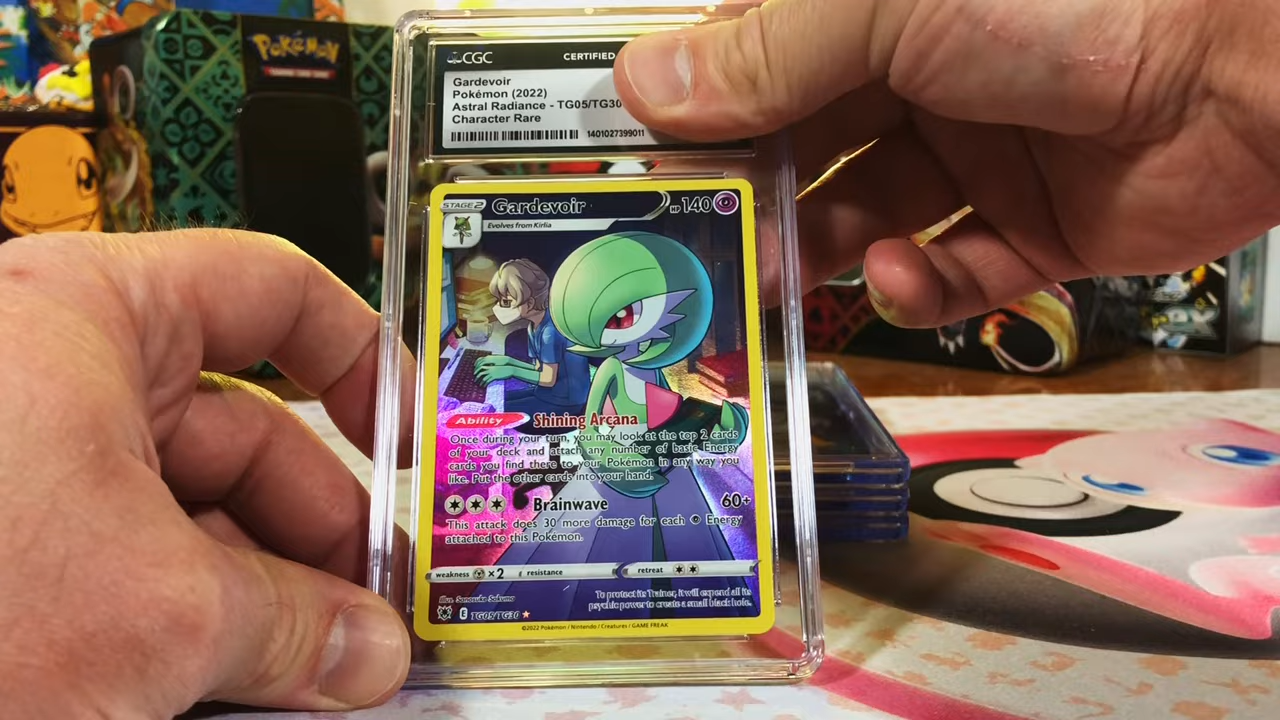 POKÉMON
CGC CERTIFIED
Gardevoir
Pokémon (2022)
Astral Radiance - TG05/TG30
Character Rare
1401027399011
STAGE 2 Gardevoir HP 140
Evolves from Kirlia
Ability Shining Arcana
Once during your turn, you may look at the top 2 cards
of your deck and attach any number of basic Energy
cards you find there to your Pokémon in any way you
like. Put the other cards into your hand.
Brainwave 60+
This attack does 30 more damage for each Energy
attached to this Pokémon.
weakness ×2 resistance retreat
Illus. Sanosuke Sakuma
To protect its Trainer, it will expend all its
psychic power to create a small black hole.
E TG05/TG30
©2022 Pokémon / Nintendo / Creatures / GAME FREAK